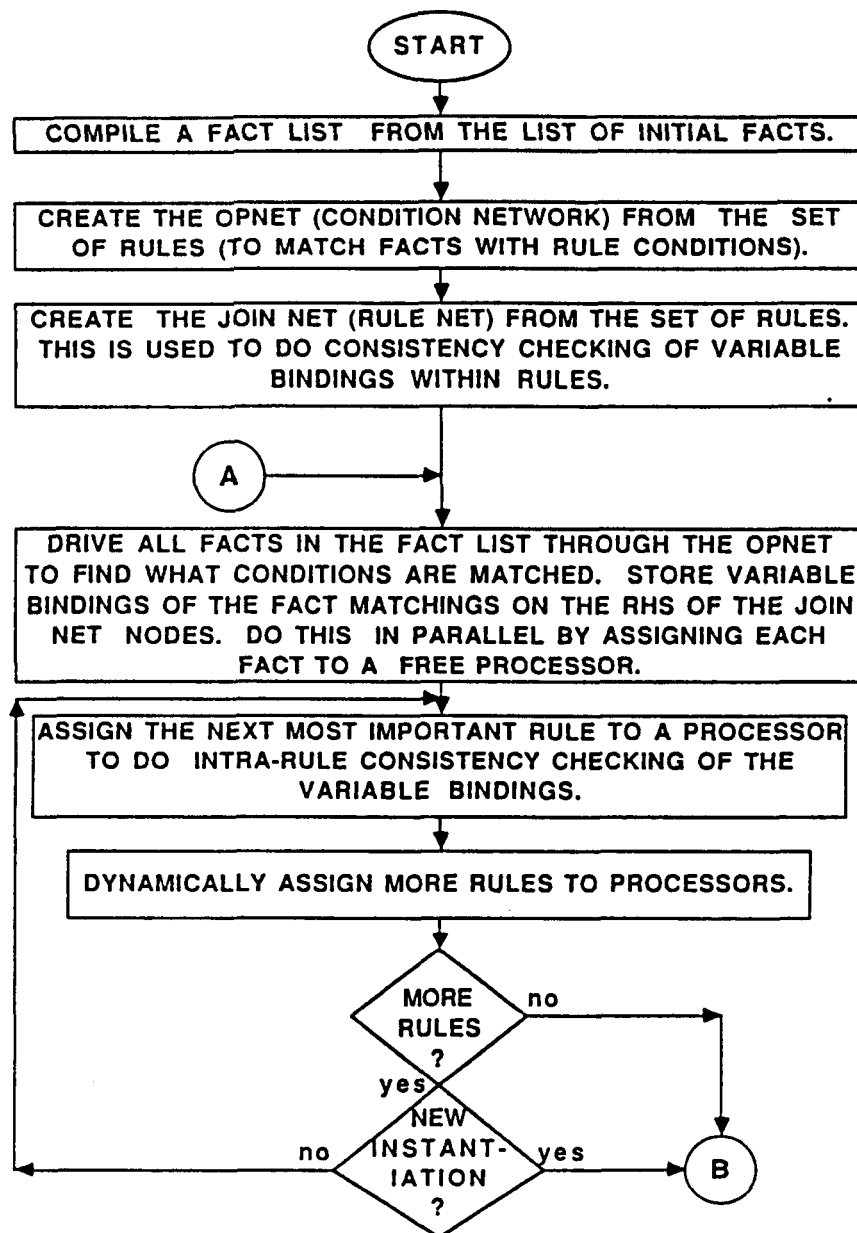 START
COMPILE A FACT LIST FROM THE LIST OF INITIAL FACTS.
CREATE THE OPNET (CONDITION NETWORK) FROM THE SET
OF RULES (TO MATCH FACTS WITH RULE CONDITIONS).
CREATE THE JOIN NET (RULE NET) FROM THE SET OF RULES.
THIS IS USED TO DO CONSISTENCY CHECKING OF VARIABLE
BINDINGS WITHIN RULES.
A
DRIVE ALL FACTS IN THE FACT LIST THROUGH THE OPNET
TO FIND WHAT CONDITIONS ARE MATCHED. STORE VARIABLE
BINDINGS OF THE FACT MATCHINGS ON THE RHS OF THE JOIN
NET NODES. DO THIS IN PARALLEL BY ASSIGNING EACH
FACT TO A FREE PROCESSOR.
ASSIGN THE NEXT MOST IMPORTANT RULE TO A PROCESSOR
TO DO INTRA-RULE CONSISTENCY CHECKING OF THE
VARIABLE BINDINGS.
DYNAMICALLY ASSIGN MORE RULES TO PROCESSORS.
MORE
RULES
?
no
yes
NEW
INSTANT-
IATION
?
no
yes
B